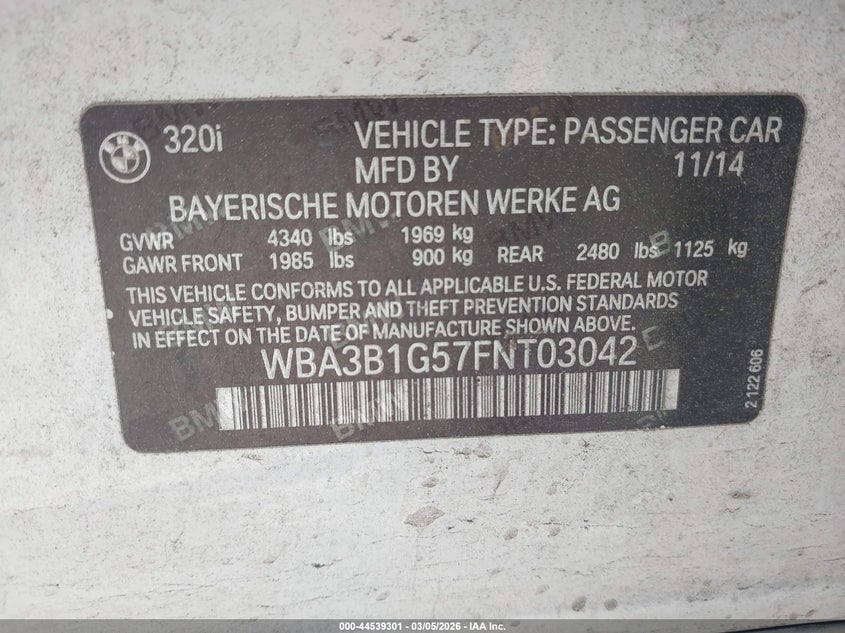 320i VEHICLE TYPE: PASSENGER CAR
MFD BY 11/14
BAYERISCHE MOTOREN WERKE AG
GVWR 4340 lbs 1969 kg
GAWR FRONT 1985 lbs 900 kg REAR 2480 lbs 1125 kg
THIS VEHICLE CONFORMS TO ALL APPLICABLE U.S. FEDERAL MOTOR
VEHICLE SAFETY, BUMPER AND THEFT PREVENTION STANDARDS
IN EFFECT ON THE DATE OF MANUFACTURE SHOWN ABOVE.
WBA3B1G57FNT03042
2 122 606
000-44539301 - 03/05/2026 - IAA Inc.